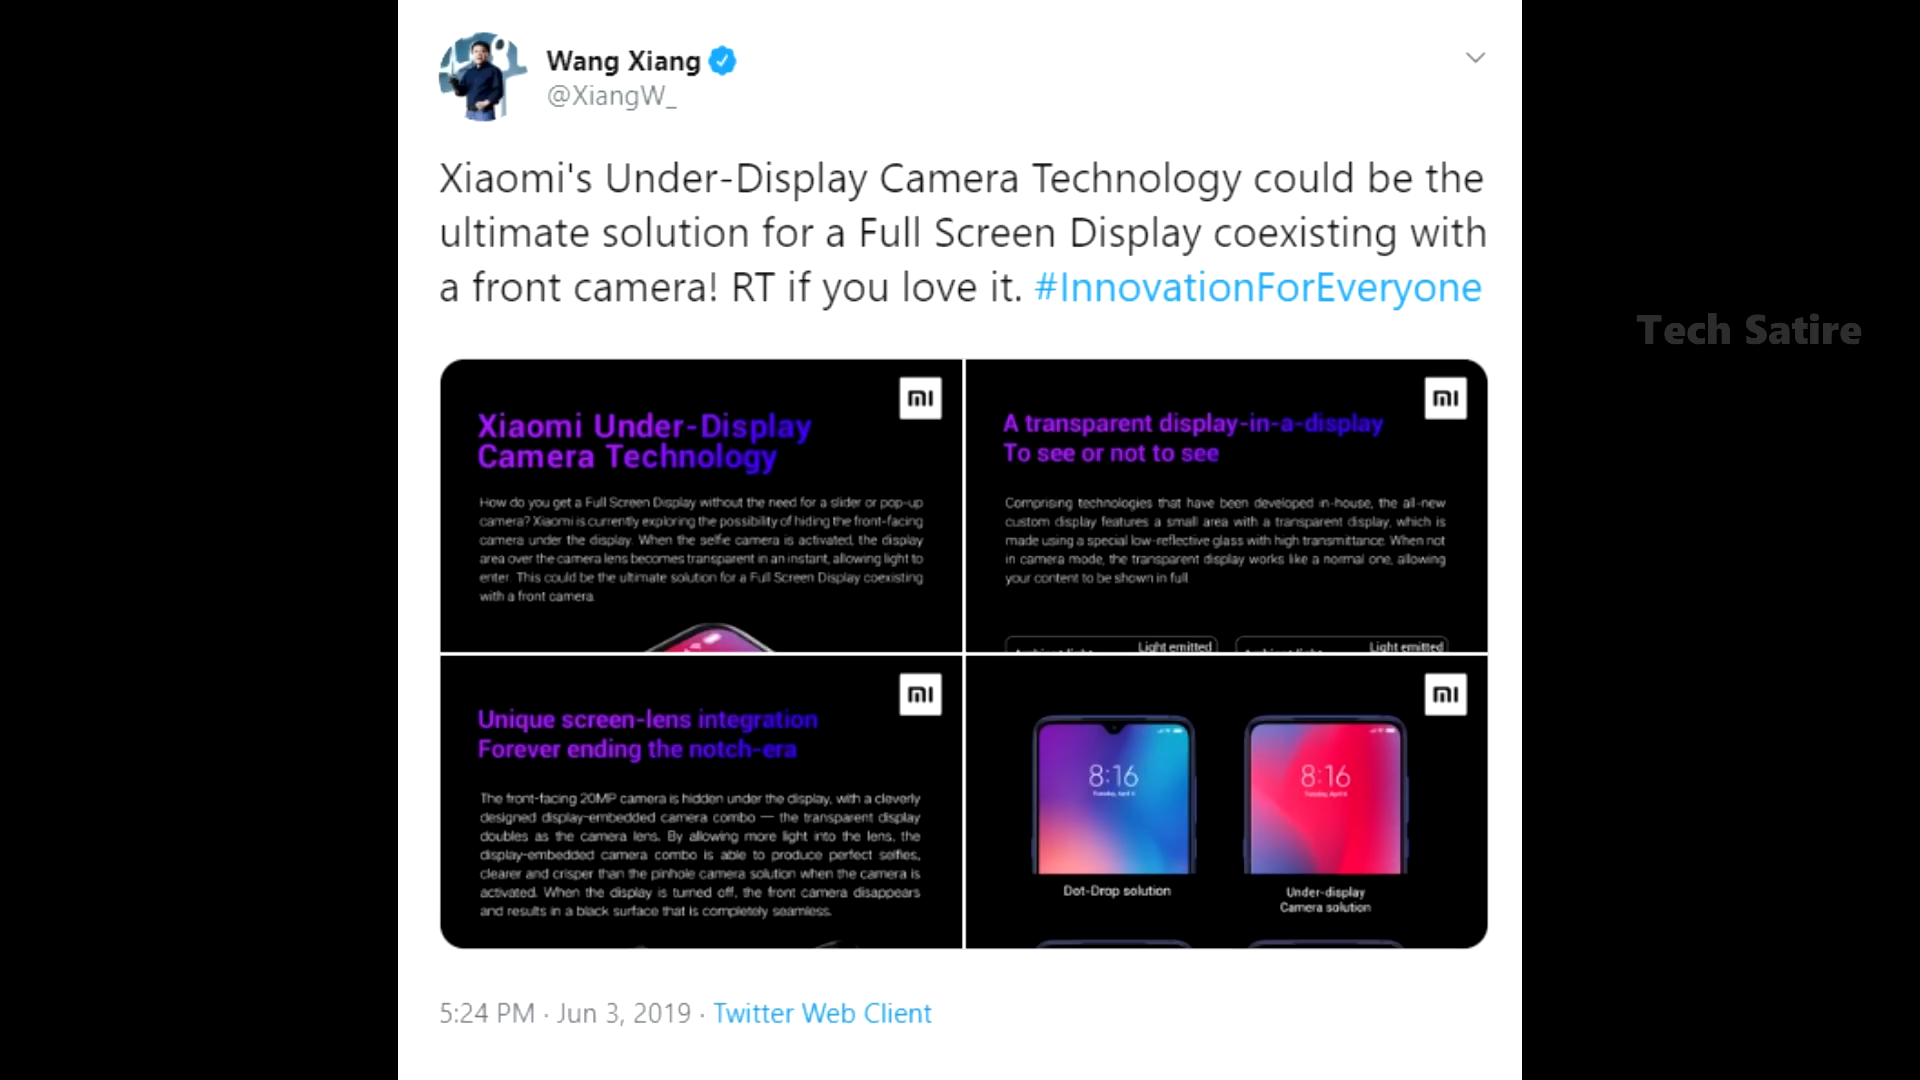 Wang Xiang
@XiangW_
Xiaomi's Under-Display Camera Technology could be the
ultimate solution for a Full Screen Display coexisting with
a front camera! RT if you love it. #InnovationForEveryone
Tech Satire
mi
Xiaomi Under-Display
Camera Technology
How do you get a Full Screen Display without the need for a slider or pop-up
camera? Xiaomi is currently exploring the possibility of hiding the front-facing
camera under the display. When the selfie camera is activated, the display
area over the camera lens becomes transparent in an instant, allowing light to
enter. This could be the ultimate solution for a Full Screen Display coexisting
with a front camera.
mi
A transparent display-in-a-display
To see or not to see
Comprising technologies that have been developed in-house, the all-new
custom display features a small area with a transparent display, which is
made using a special low-reflective glass with high transmittance. When not
in camera mode, the transparent display works like a normal one, allowing
your content to be shown in full
Light emitted
Light emitted
mi
Unique screen-lens integration
Forever ending the notch-era
The front-facing 20MP camera is hidden under the display, with a cleverly
designed display-embedded camera combo — the transparent display
doubles as the camera lens. By allowing more light into the lens, the
display-embedded camera combo is able to produce perfect selfies,
clearer and crisper than the pinhole camera solution when the camera is
activated. When the display is turned off, the front camera disappears
and results in a black surface that is completely seamless.
mi
8:16
8:16
Dot-Drop solution
Under-display
Camera solution
5:24 PM · Jun 3, 2019 · Twitter Web Client